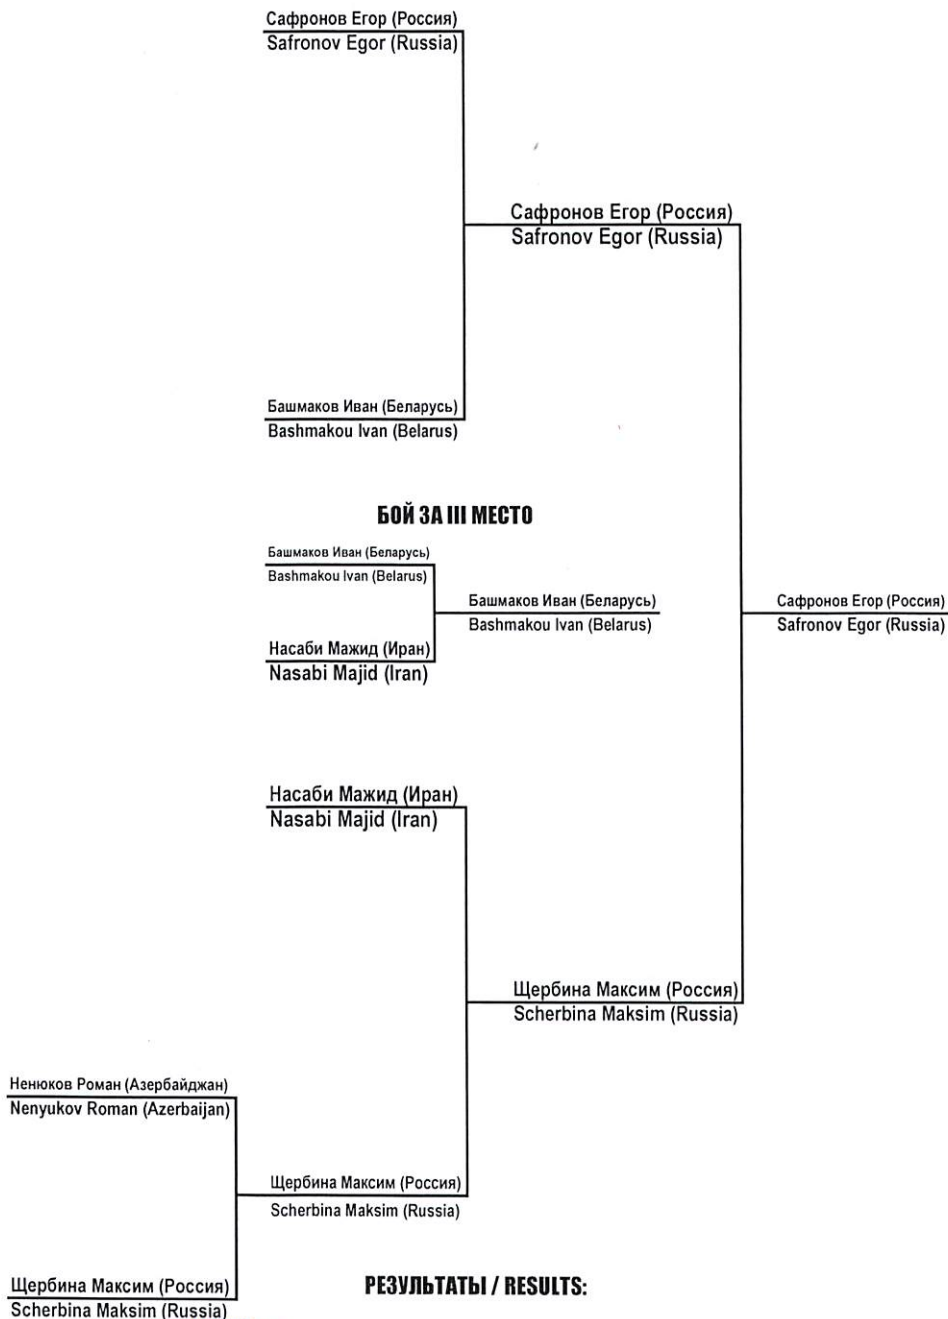 Сафронов Егор (Россия)
Safronov Egor (Russia)
Сафронов Егор (Россия)
Safronov Egor (Russia)
Башмаков Иван (Беларусь)
Bashmakou Ivan (Belarus)
БОЙ ЗА III МЕСТО
Башмаков Иван (Беларусь)
Bashmakou Ivan (Belarus)
Башмаков Иван (Беларусь)
Bashmakou Ivan (Belarus)
Сафронов Егор (Россия)
Safronov Egor (Russia)
Насаби Мажид (Иран)
Nasabi Majid (Iran)
Насаби Мажид (Иран)
Nasabi Majid (Iran)
Щербина Максим (Россия)
Scherbina Maksim (Russia)
Ненюков Роман (Азербайджан)
Nenyukov Roman (Azerbaijan)
Щербина Максим (Россия)
Scherbina Maksim (Russia)
Щербина Максим (Россия)
Scherbina Maksim (Russia)
РЕЗУЛЬТАТЫ / RESULTS: